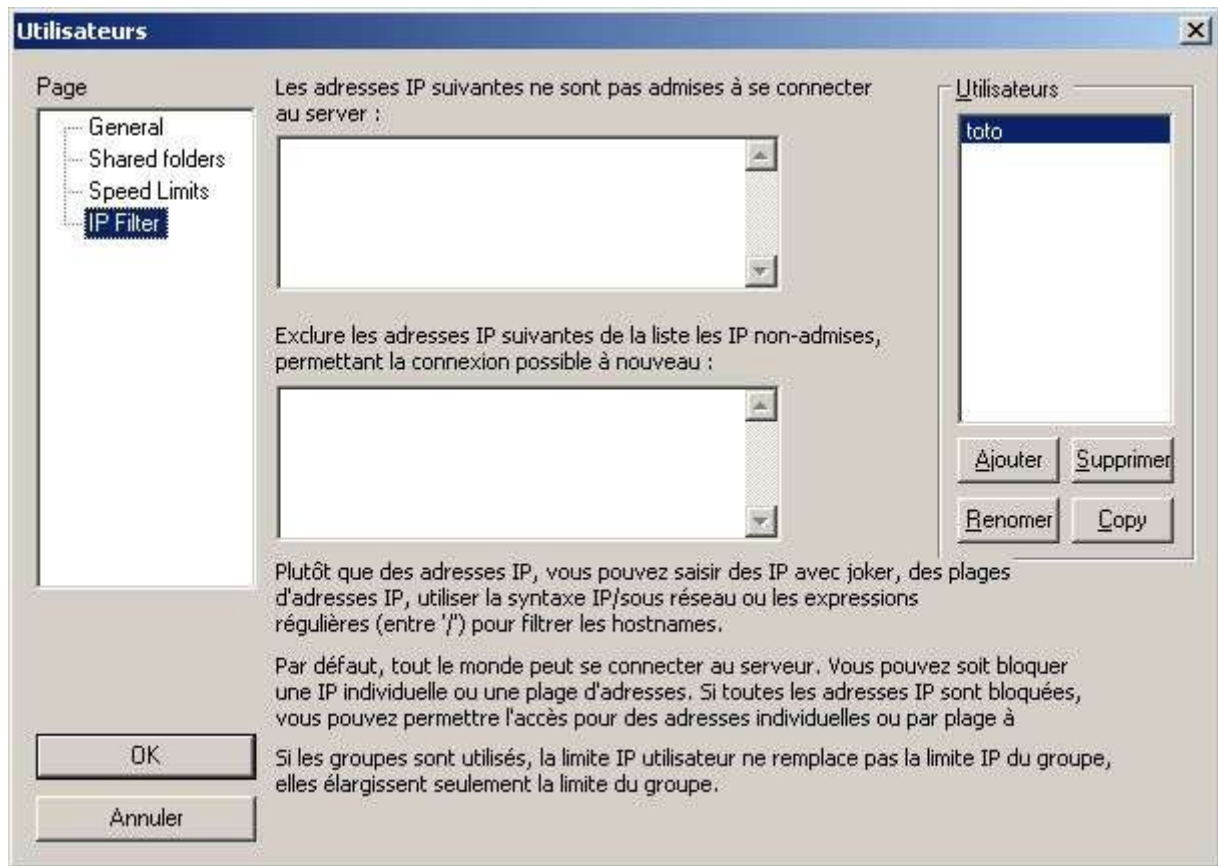 Utilisateurs
Page
General
Shared folders
Speed Limits
IP Filter
Les adresses IP suivantes ne sont pas admises à se connecter
au server :
Exclure les adresses IP suivantes de la liste les IP non-admises,
permettant la connexion possible à nouveau :
Utilisateurs
toto
Ajouter
Supprimer
Renomer
Copy
Plutôt que des adresses IP, vous pouvez saisir des IP avec joker, des plages
d'adresses IP, utiliser la syntaxe IP/sous réseau ou les expressions
régulières (entre '/') pour filtrer les hostnames.
Par défaut, tout le monde peut se connecter au serveur. Vous pouvez soit bloquer
une IP individuelle ou une plage d'adresses. Si toutes les adresses IP sont bloquées,
vous pouvez permettre l'accès pour des adresses individuelles ou par plage à
Si les groupes sont utilisés, la limite IP utilisateur ne remplace pas la limite IP du groupe,
elles élargissent seulement la limite du groupe.
OK
Annuler